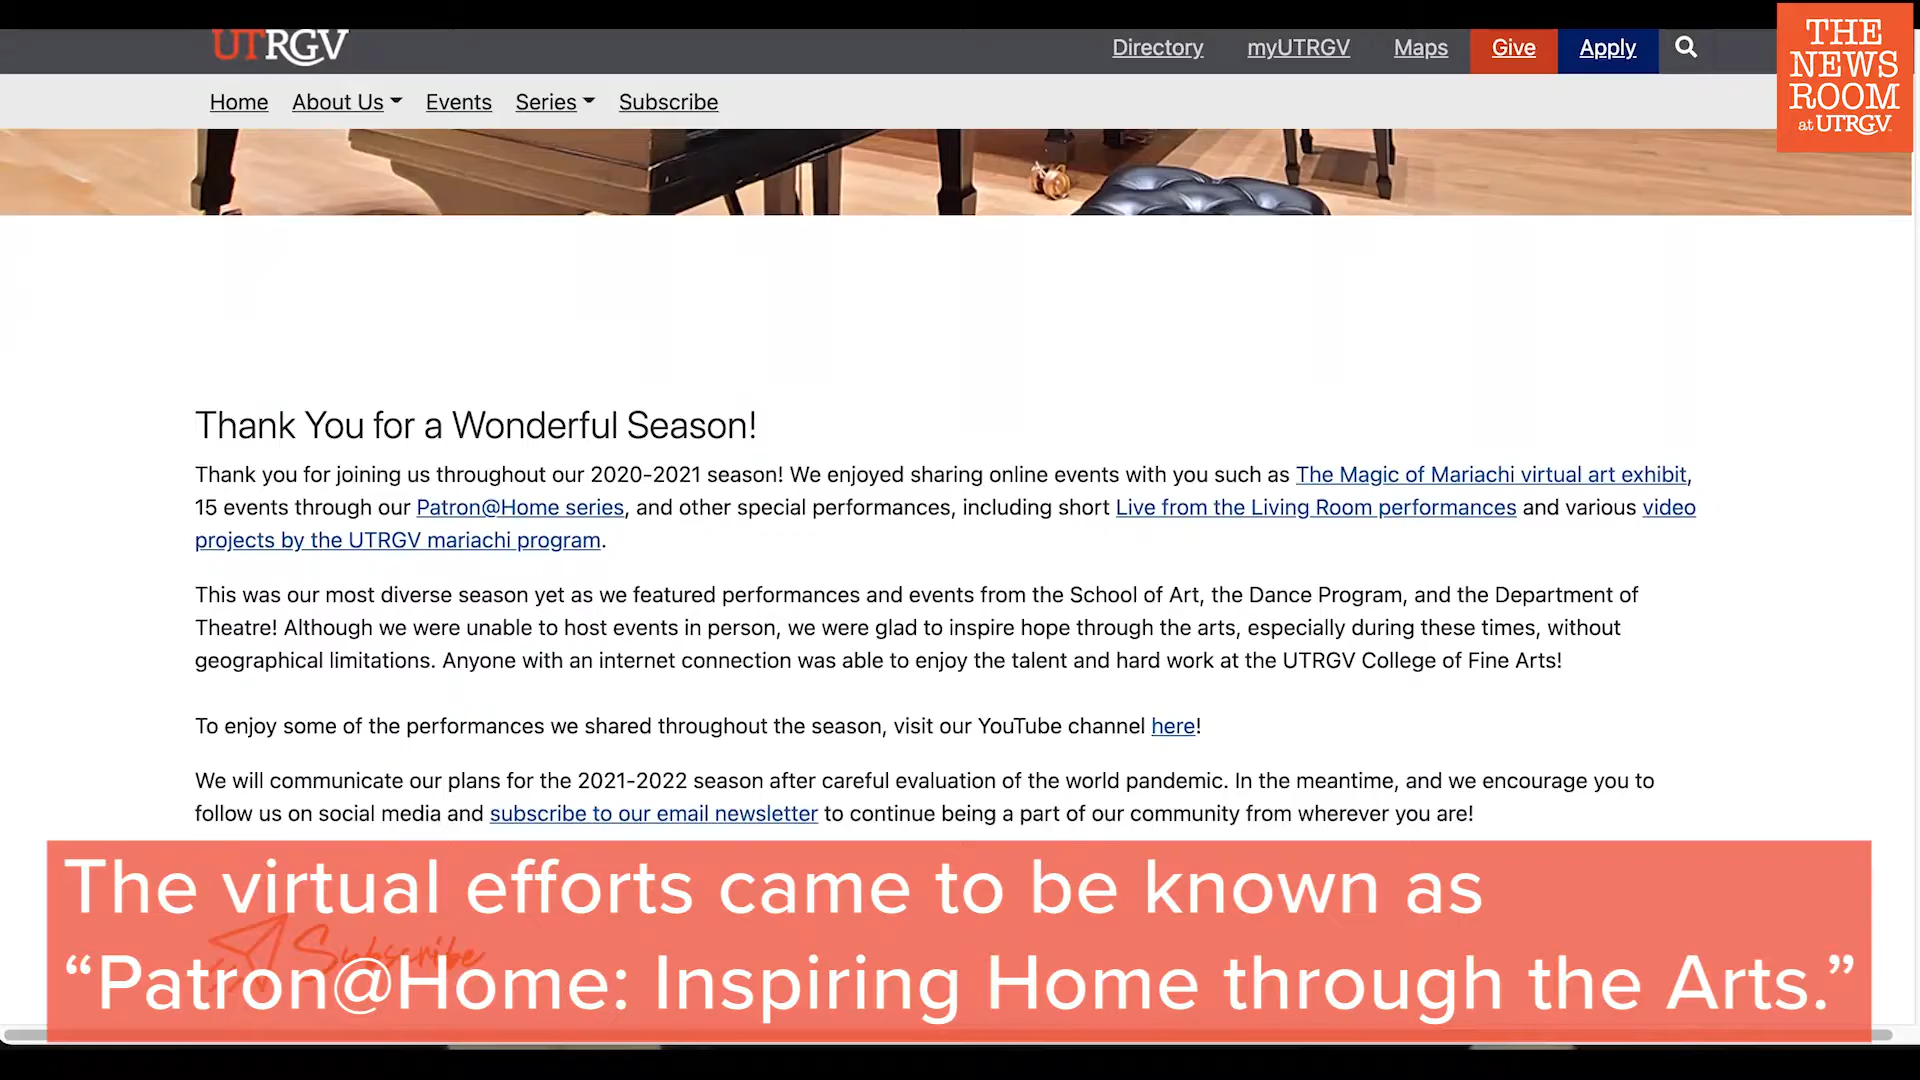 UTRGV
Directory myUTRGV Maps Give Apply
THE
NEWS
ROOM
at UTRGV
Home About Us Events Series Subscribe
Thank You for a Wonderful Season!
Thank you for joining us throughout our 2020-2021 season! We enjoyed sharing online events with you such as The Magic of Mariachi virtual art exhibit,
15 events through our Patron@Home series, and other special performances, including short Live from the Living Room performances and various video
projects by the UTRGV mariachi program.
This was our most diverse season yet as we featured performances and events from the School of Art, the Dance Program, and the Department of
Theatre! Although we were unable to host events in person, we were glad to inspire hope through the arts, especially during these times, without
geographical limitations. Anyone with an internet connection was able to enjoy the talent and hard work at the UTRGV College of Fine Arts!
To enjoy some of the performances we shared throughout the season, visit our YouTube channel here!
We will communicate our plans for the 2021-2022 season after careful evaluation of the world pandemic. In the meantime, and we encourage you to
follow us on social media and subscribe to our email newsletter to continue being a part of our community from wherever you are!
The virtual efforts came to be known as
Subscribe
“Patron@Home: Inspiring Home through the Arts.”